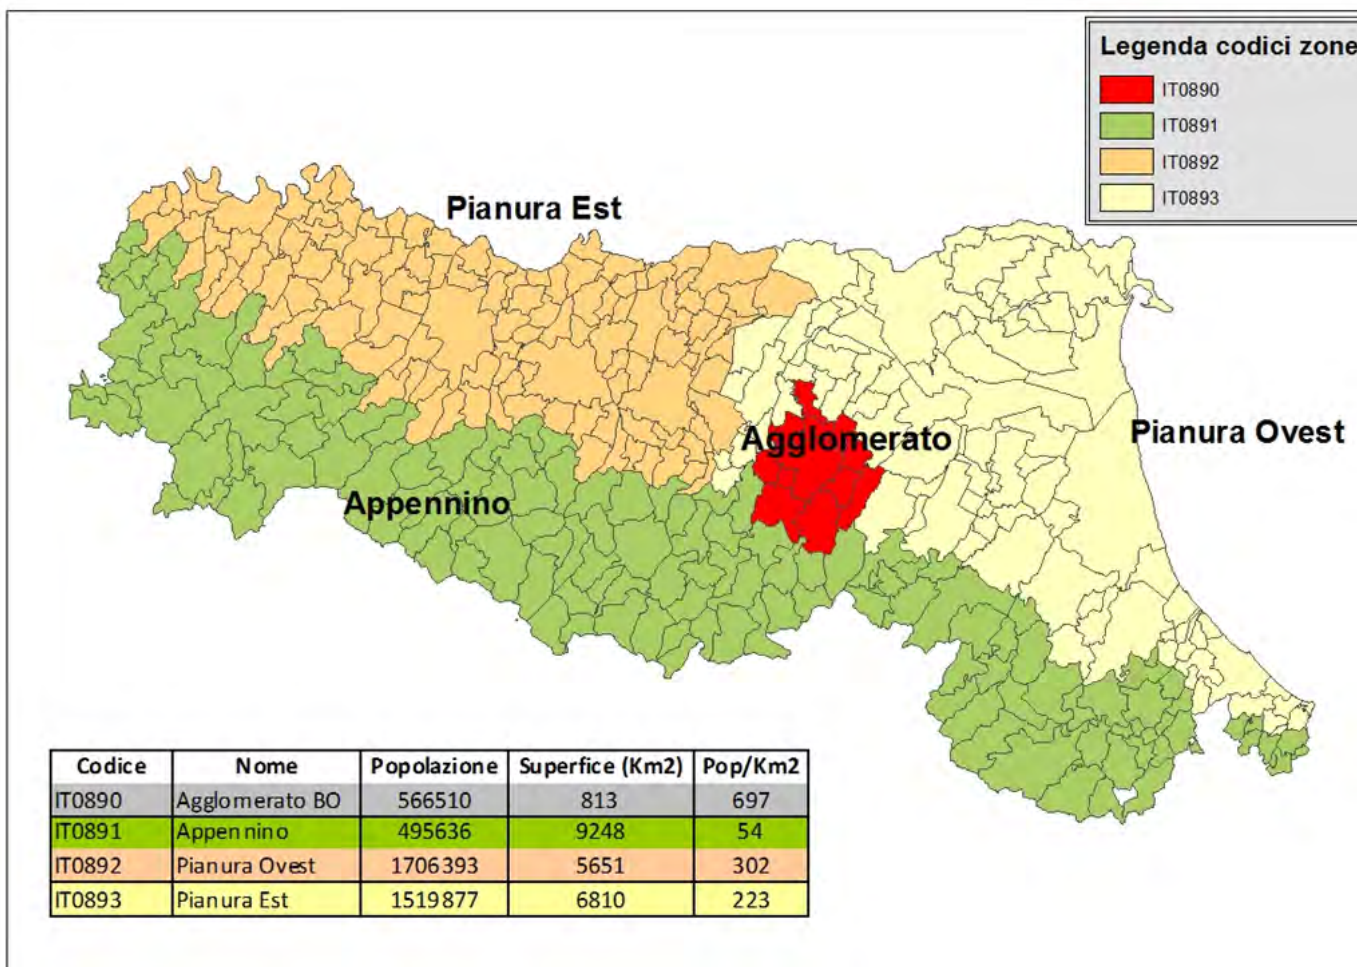 Legenda codici zone
IT0890
IT0891
IT0892
IT0893
Pianura Est
Agglomerato
Pianura Ovest
Appennino
Codice Nome Popolazione Superfice (Km2) Pop/Km2
IT0890 Agglomerato BO 566510 813 697
IT0891 Appennino 495636 9248 54
IT0892 Pianura Ovest 1706393 5651 302
IT0893 Pianura Est 1519877 6810 223